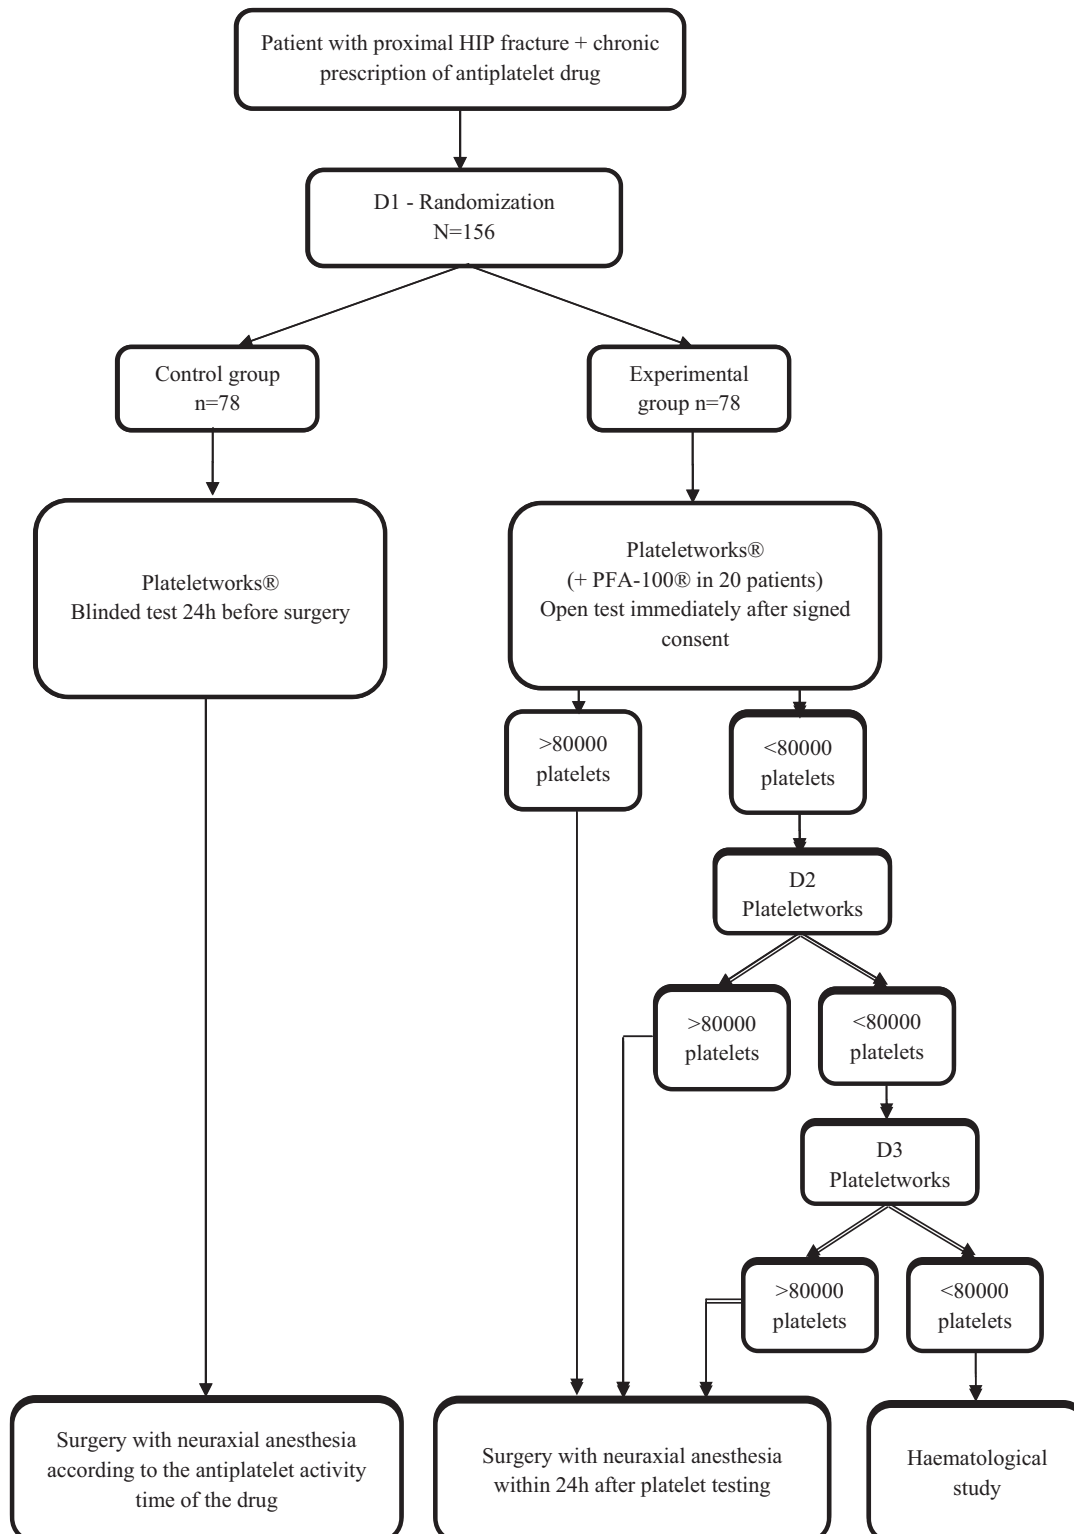 Patient with proximal HIP fracture + chronic
prescription of antiplatelet drug
D1 - Randomization
N=156
Control group
n=78
Experimental
group n=78
Plateletworks®
Blinded test 24h before surgery
Plateletworks®
(+ PFA-100® in 20 patients)
Open test immediately after signed
consent
>80000
platelets
<80000
platelets
D2
Plateletworks
>80000
platelets
<80000
platelets
D3
Plateletworks
>80000
platelets
<80000
platelets
Surgery with neuraxial anesthesia
according to the antiplatelet activity
time of the drug
Surgery with neuraxial anesthesia
within 24h after platelet testing
Haematological
study